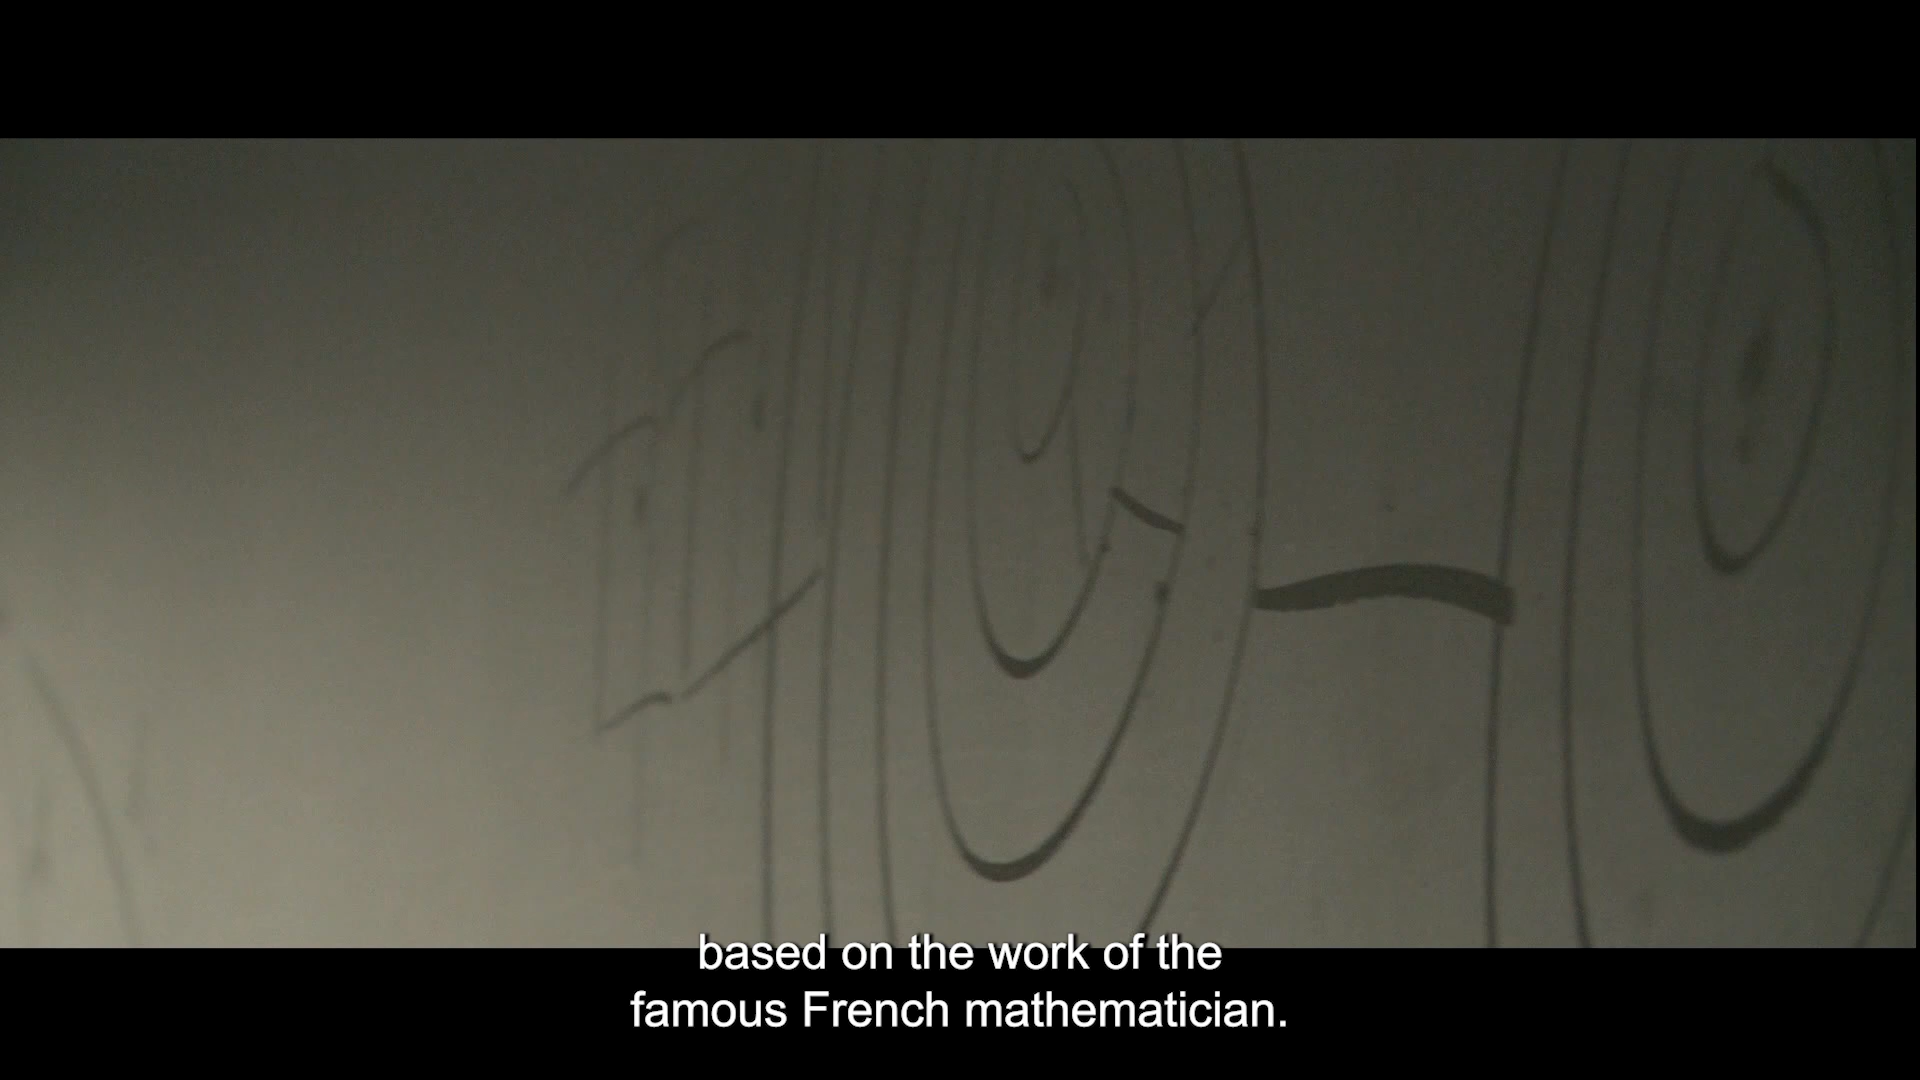 based on the work of the
famous French mathematician.